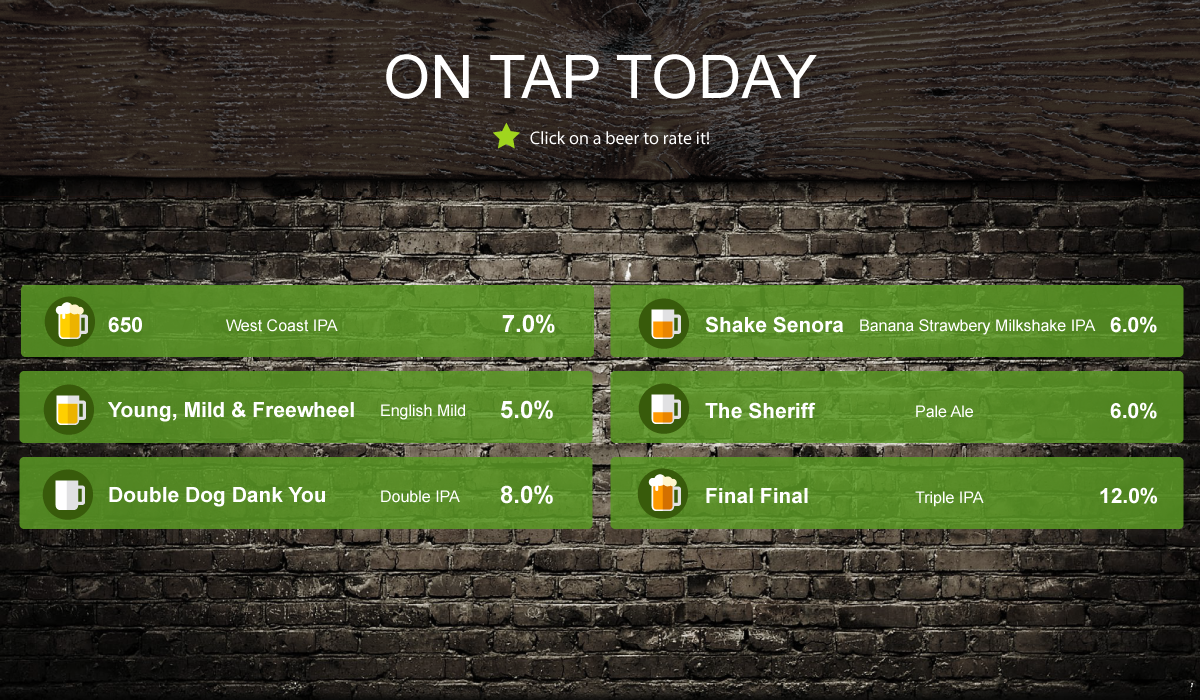 ON TAP TODAY
Click on a beer to rate it!
650 West Coast IPA 7.0%
Shake Senora Banana Strawbery Milkshake IPA 6.0%
Young, Mild & Freewheel English Mild 5.0%
The Sheriff Pale Ale 6.0%
Double Dog Dank You Double IPA 8.0%
Final Final Triple IPA 12.0%